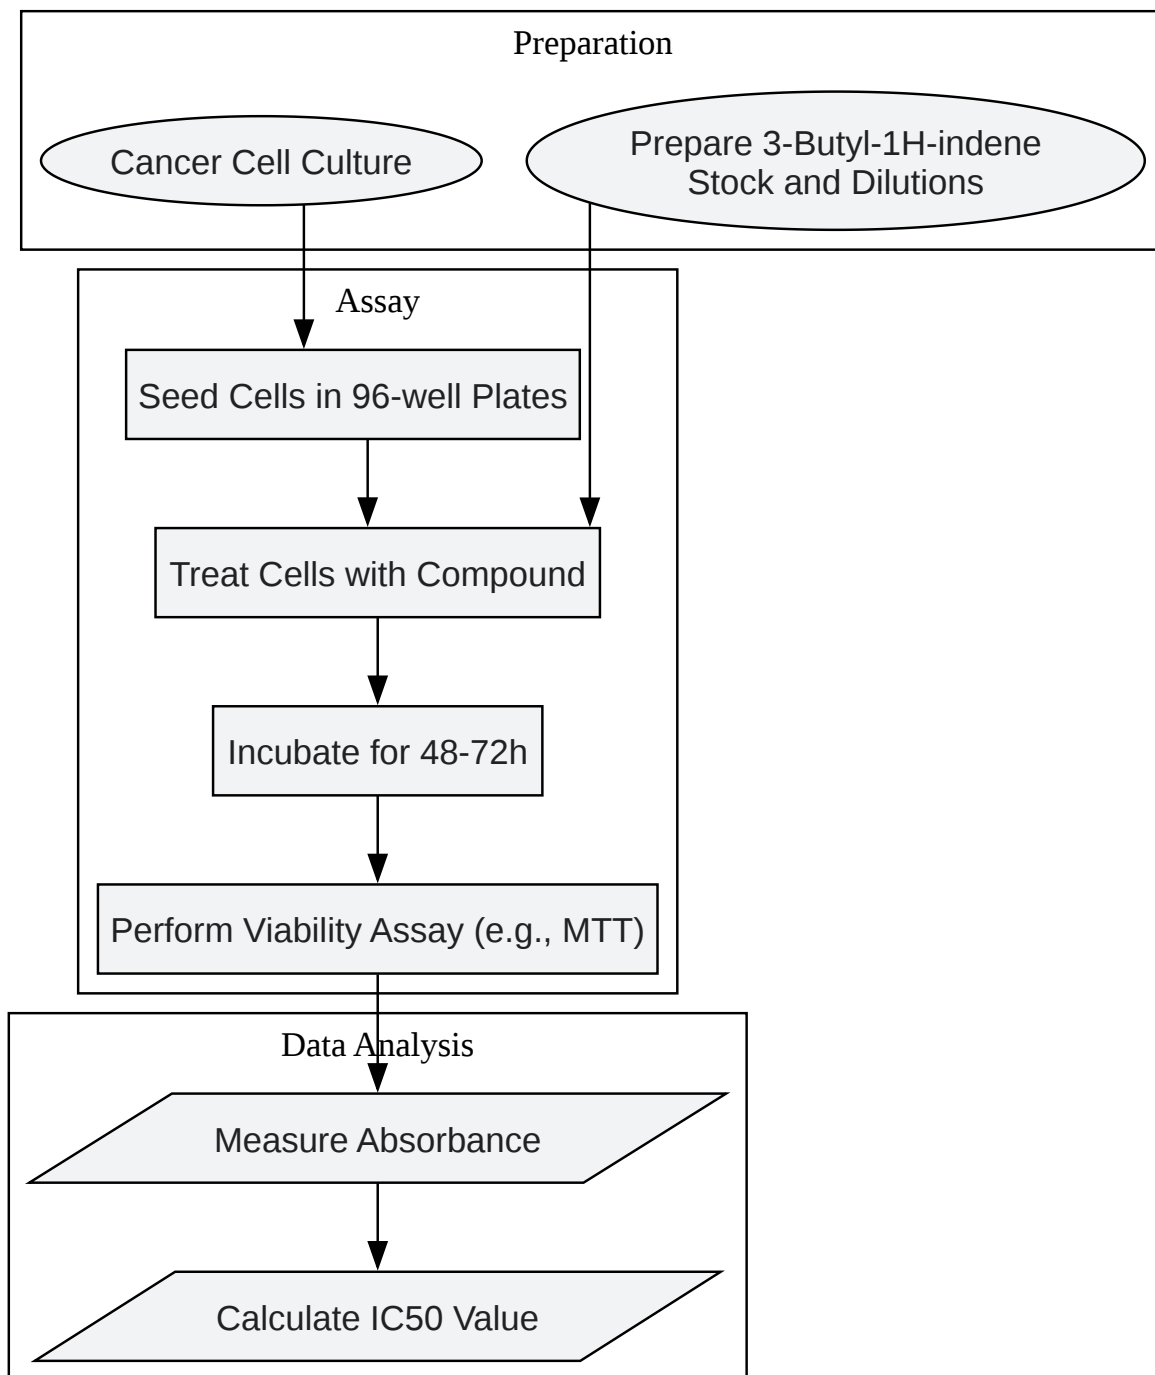 Preparation
Cancer Cell Culture
Prepare 3-Butyl-1H-indene
Stock and Dilutions
Assay
Seed Cells in 96-well Plates
Treat Cells with Compound
Incubate for 48-72h
Perform Viability Assay (e.g., MTT)
Data Analysis
Measure Absorbance
Calculate IC50 Value